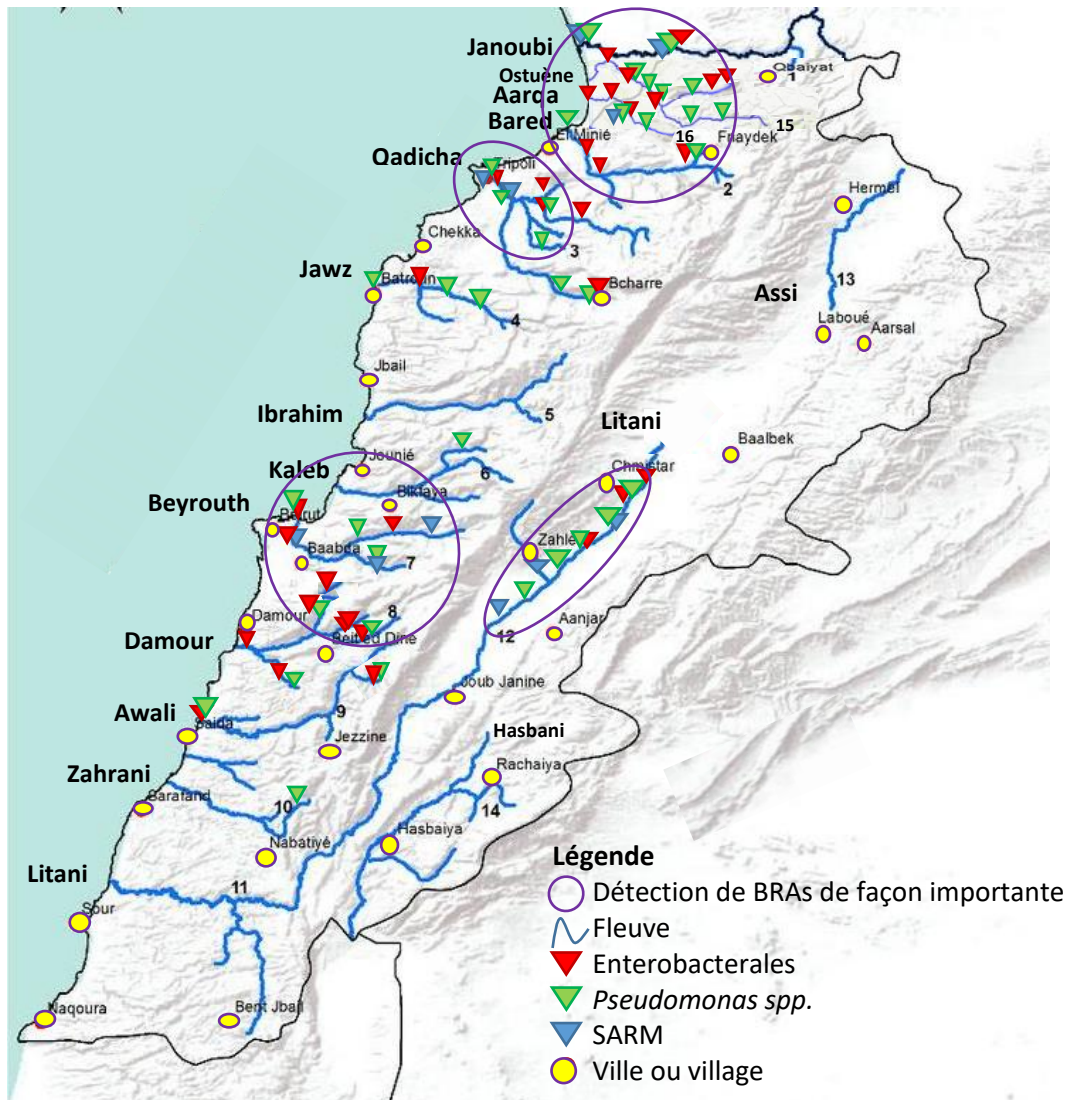 Janoubi
Qbaiyat
1
Ostuène
Aarqa
Bared
15
El Minié
16
Fnaydek
Qadicha
Tripoli
2
Hermel
Chekka
3
Jawz
Batroun
Bcharre
Assi
13
4
Laboué
Aarsal
Jbail
Ibrahim
5
Litani
Baalbek
Jounié
Chmistar
Kaleb
6
Bikfaya
Beyrouth
Beirut
Baabda
Zahlé
7
8
Damour
Aanjar
Damour
Beit ed Dine
12
Joub Janine
Awali
9
Saida
Jezzine
Hasbani
Zahrani
Rachaiya
Sarafand
10
14
Hasbaiya
Nabatiyé
Litani
11
Sour
Naqoura
Bent Jbail
Légende
Détection de BRAs de façon importante
Fleuve
Enterobacterales
Pseudomonas spp.
SARM
Ville ou village